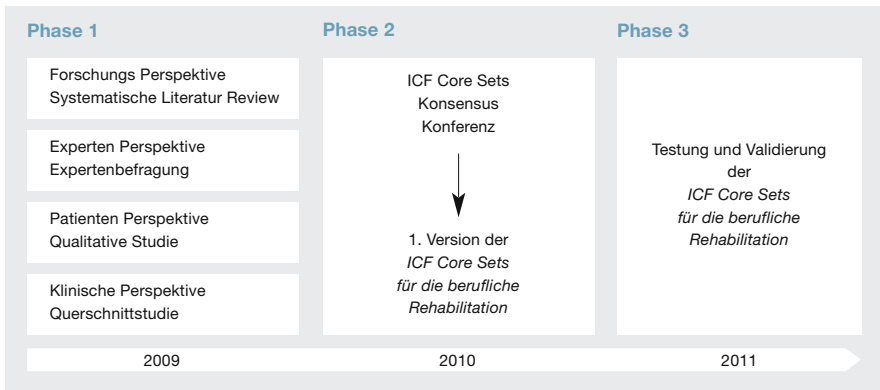 Phase 1
Forschungs Perspektive
Systematische Literatur Review
Experten Perspektive
Expertenbefragung
Patienten Perspektive
Qualitative Studie
Klinische Perspektive
Querschnittstudie
Phase 2
ICF Core Sets
Konsensus
Konferenz
1. Version der
ICF Core Sets
für die berufliche
Rehabilitation
Phase 3
Testung und Validierung
der
ICF Core Sets
für die berufliche
Rehabilitation
2009
2010
2011